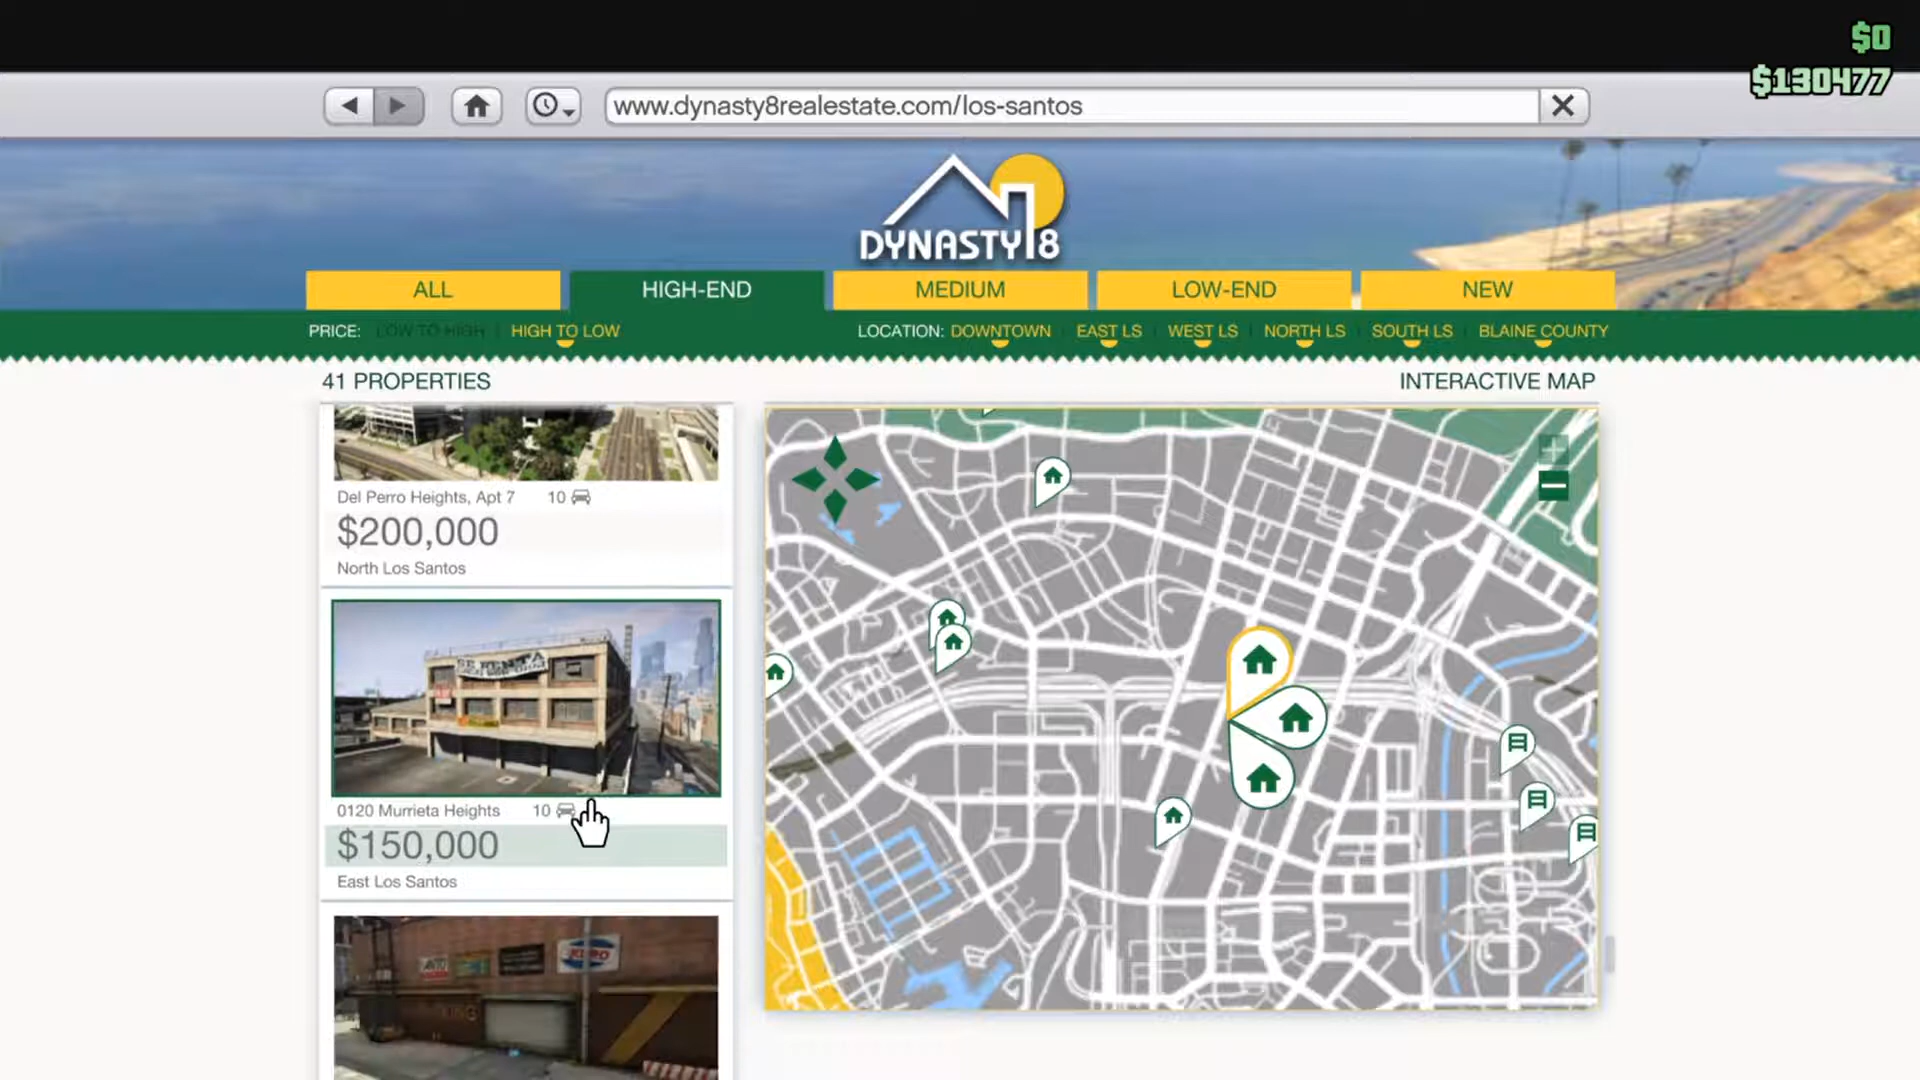 $0
$130477
www.dynasty8realestate.com/los-santos
DYNASTY 8
ALL
HIGH-END
MEDIUM
LOW-END
NEW
PRICE: LOW TO HIGH HIGH TO LOW
LOCATION: DOWNTOWN EAST LS WEST LS NORTH LS SOUTH LS BLAINE COUNTY
41 PROPERTIES
INTERACTIVE MAP
Del Perro Heights, Apt 7 10
$200,000
North Los Santos
SE RENTA
0120 Murrieta Heights 10
$150,000
East Los Santos